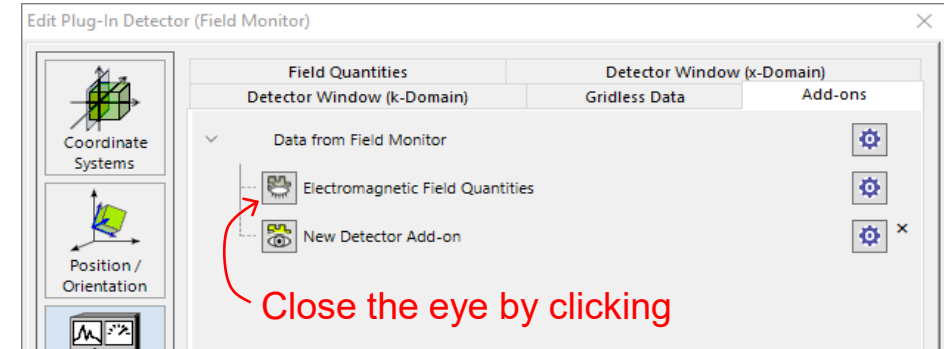 Edit Plug-In Detector (Field Monitor)
Field Quantities
Detector Window (x-Domain)
Detector Window (k-Domain)
Gridless Data
Add-ons
Coordinate
Systems
Data from Field Monitor
Electromagnetic Field Quantities
New Detector Add-on
Position /
Orientation
Close the eye by clicking